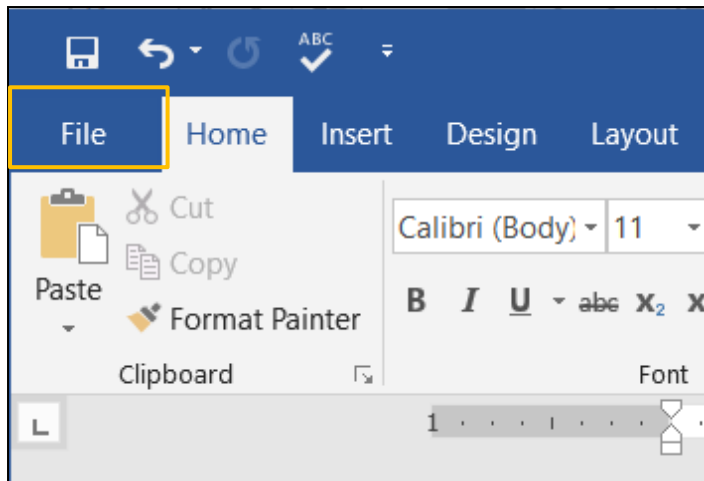 ABC
File Home Insert Design Layout
Cut
Calibri (Body) 11
Copy
Paste
B I U abc X₂ x
Format Painter
Clipboard Font
L
1